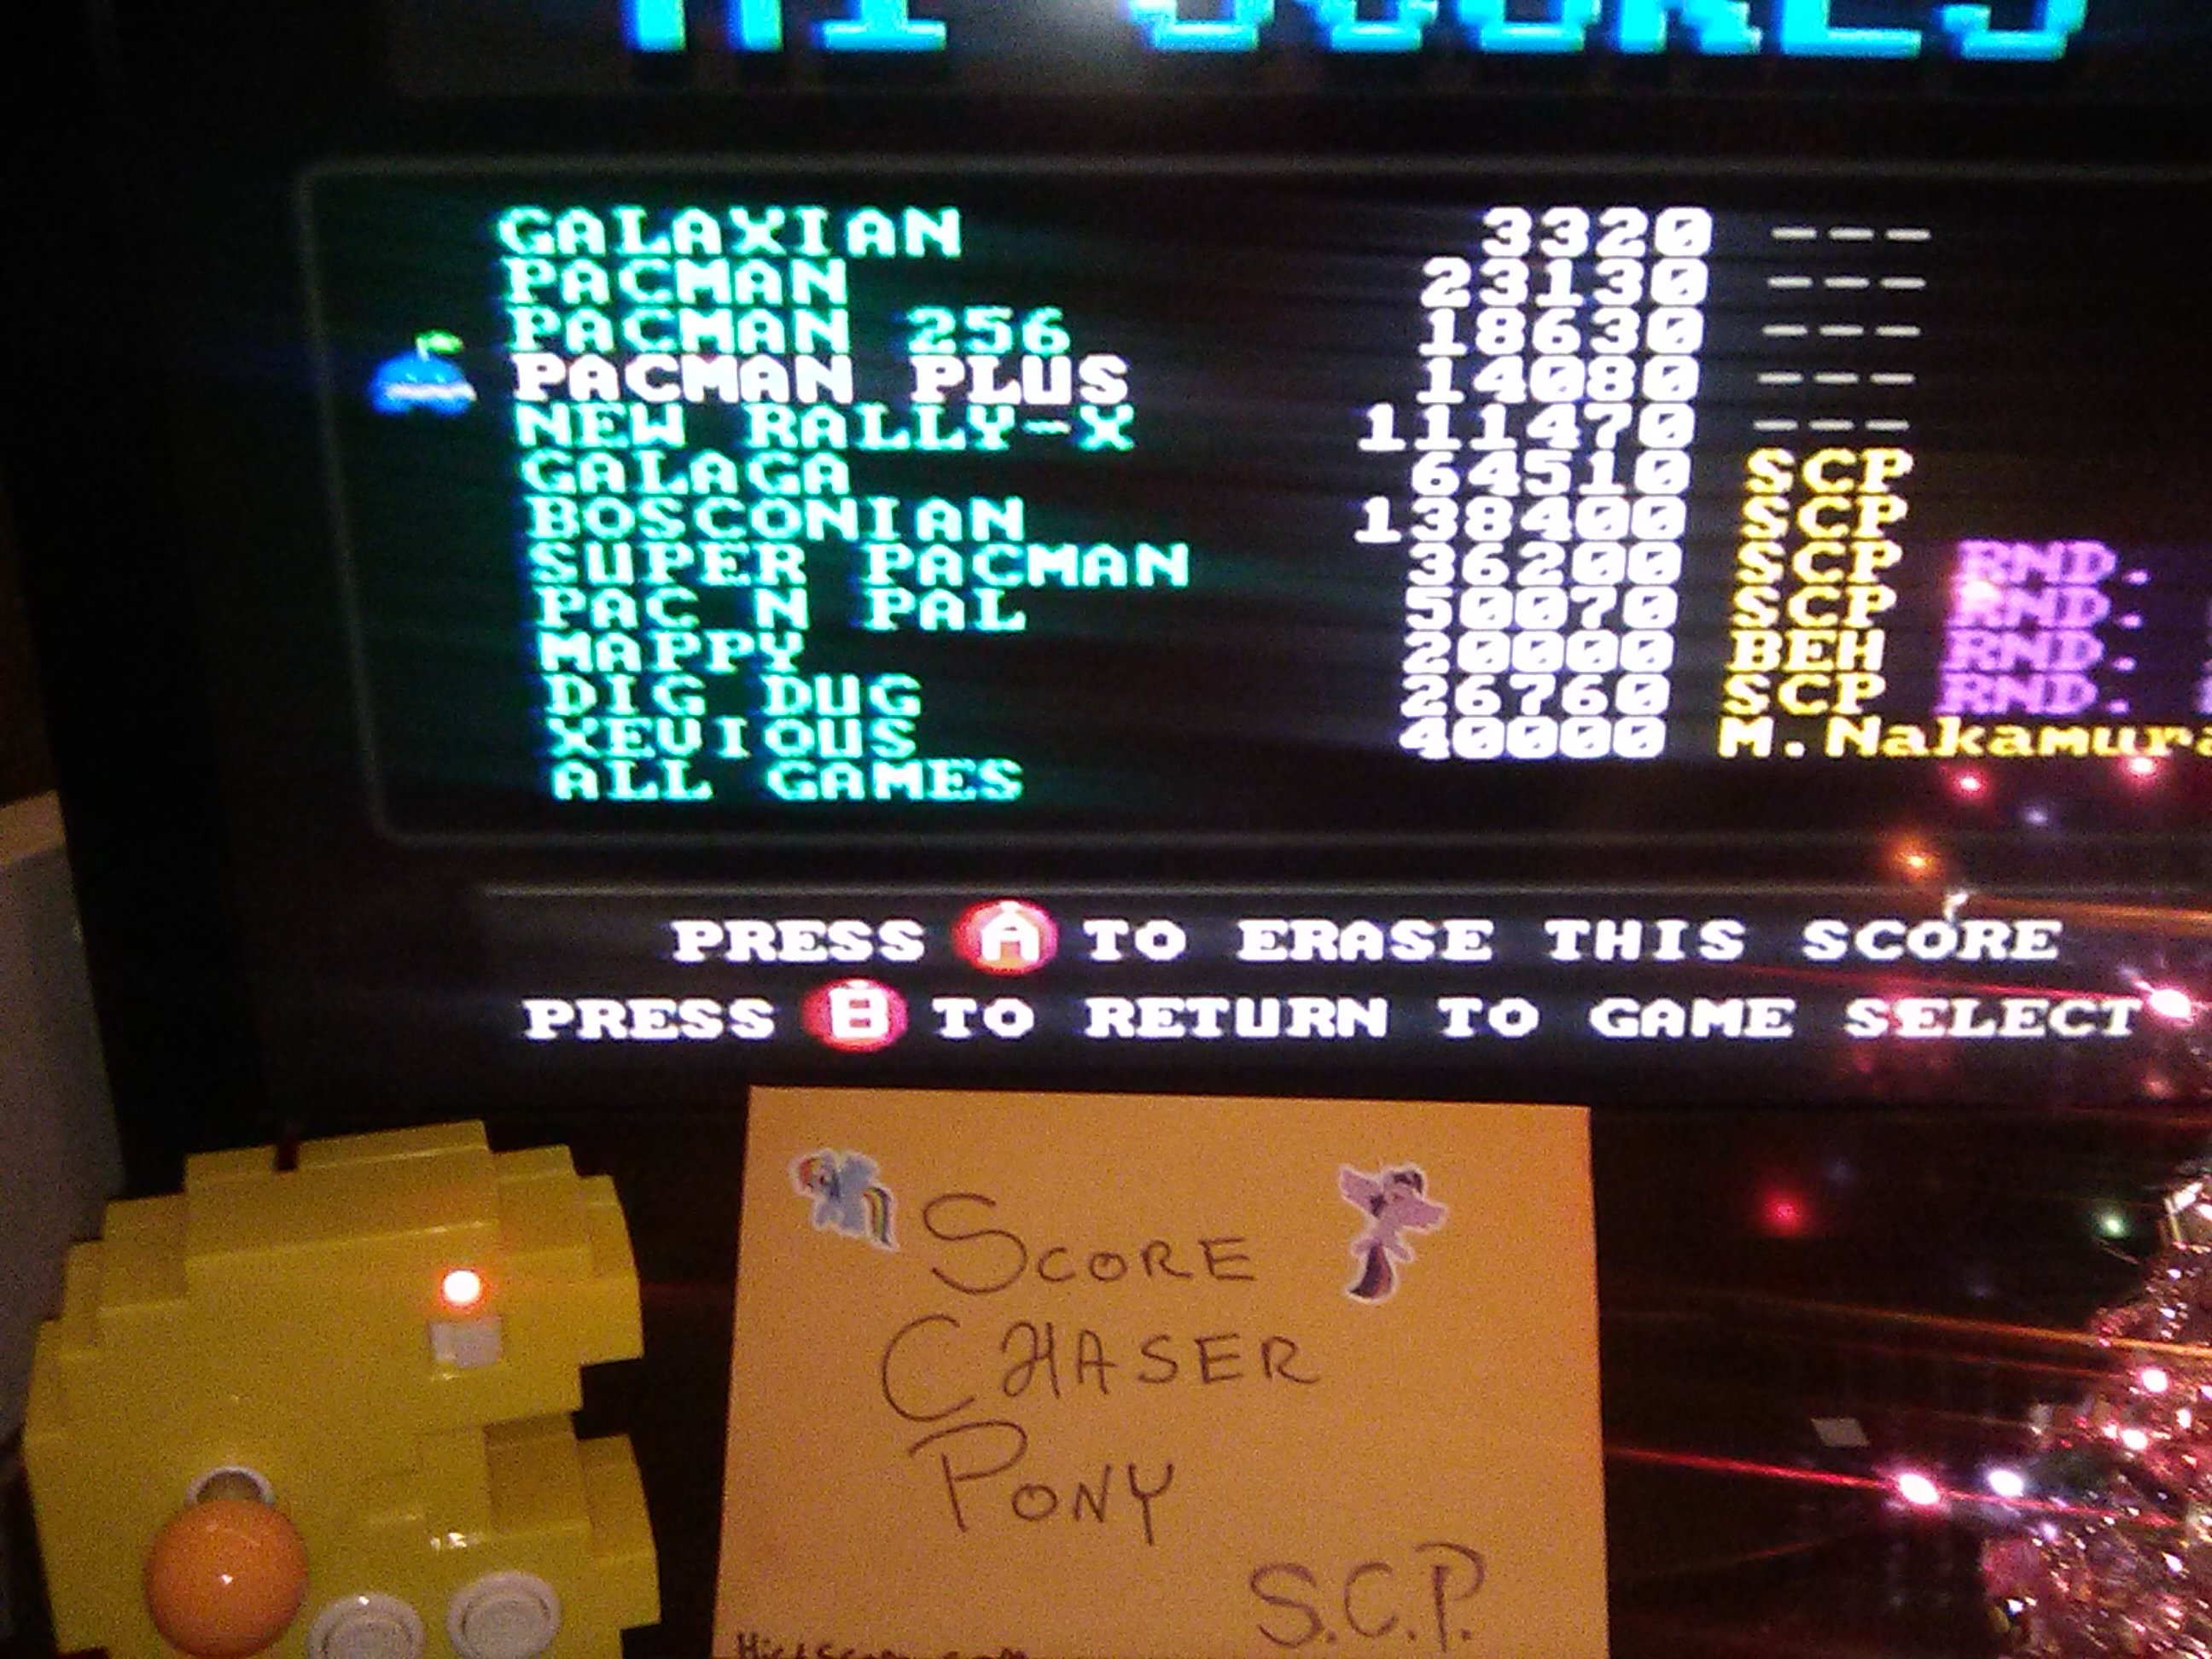 HI SCORES
GALAXIAN 3320 ---
PACMAN 23130 ---
PACMAN 256 18630 ---
PACMAN PLUS 14080 ---
NEW RALLY-X 111470 ---
GALAGA 64510 SCP
BOSCONIAN 138400 SCP
SUPER PACMAN 36200 SCP RND.
PAC N PAL 50070 SCP RND.
MAPPY 20000 BEH RND.
DIG DUG 26760 SCP RND.
XEVIOUS 40000 M.Nakamura
ALL GAMES
PRESS A TO ERASE THIS SCORE
PRESS B TO RETURN TO GAME SELECT
SCORE
CHASER
PONY
S.C.P.